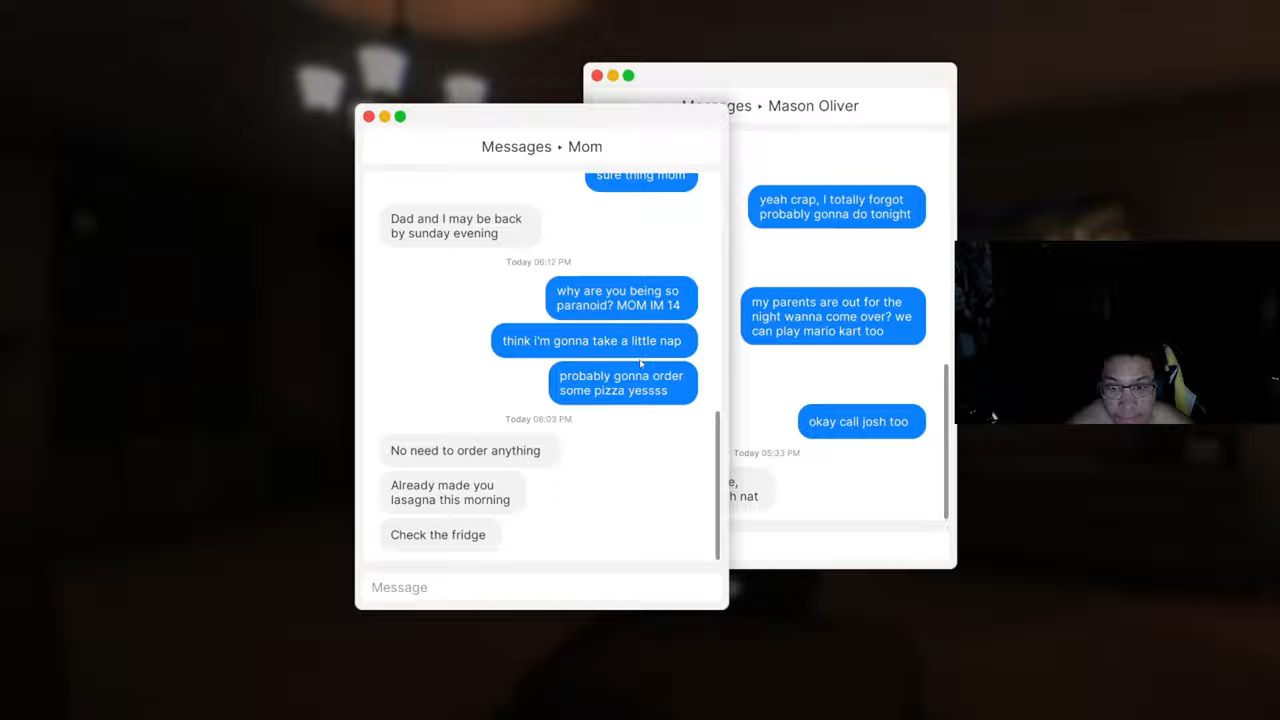 Messages ▸ Mom
sure thing mom
Dad and I may be back
by sunday evening
Today 06:12 PM
why are you being so
paranoid? MOM IM 14
think i'm gonna take a little nap
probably gonna order
some pizza yessss
Today 08:03 PM
No need to order anything
Already made you
lasagna this morning
Check the fridge
Message
Messages ▸ Mason Oliver
yeah crap, I totally forgot
probably gonna do tonight
my parents are out for the
night wanna come over? we
can play mario kart too
okay call josh too
Today 05:33 PM
e,
h nat